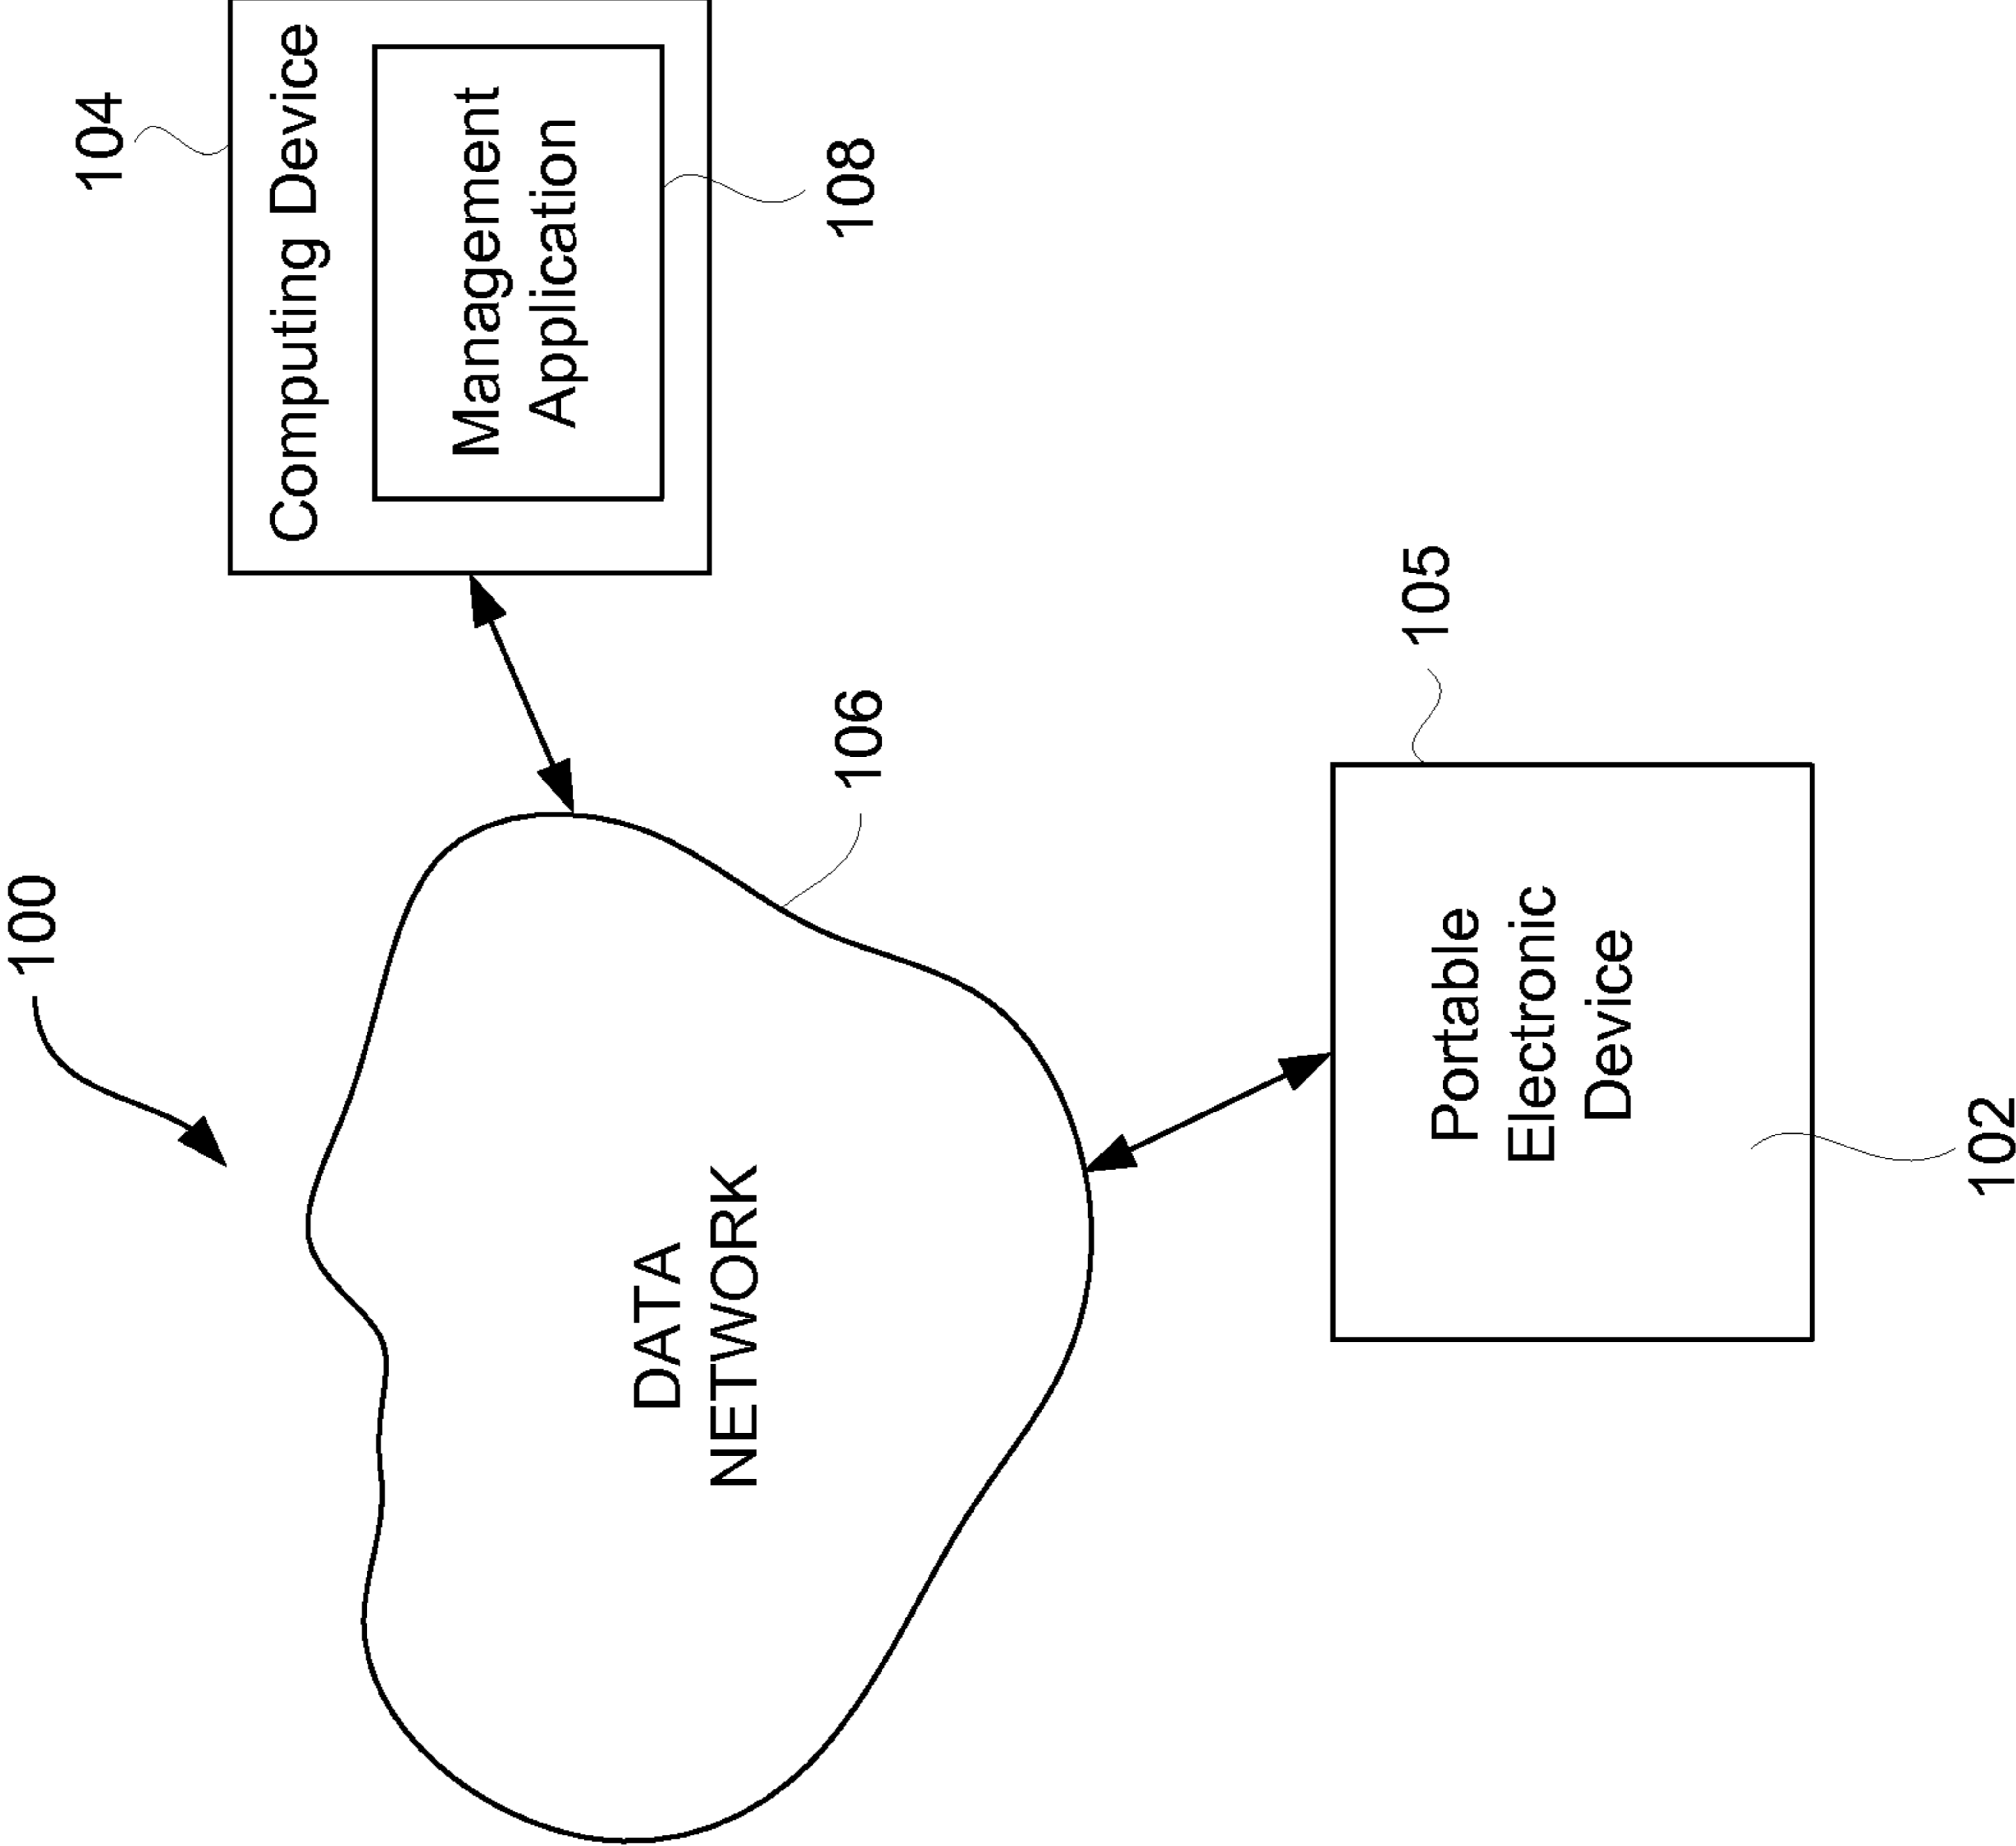 100
104
Computing Device
Management
Application
108
106
DATA
NETWORK
105
Portable
Electronic
Device
102